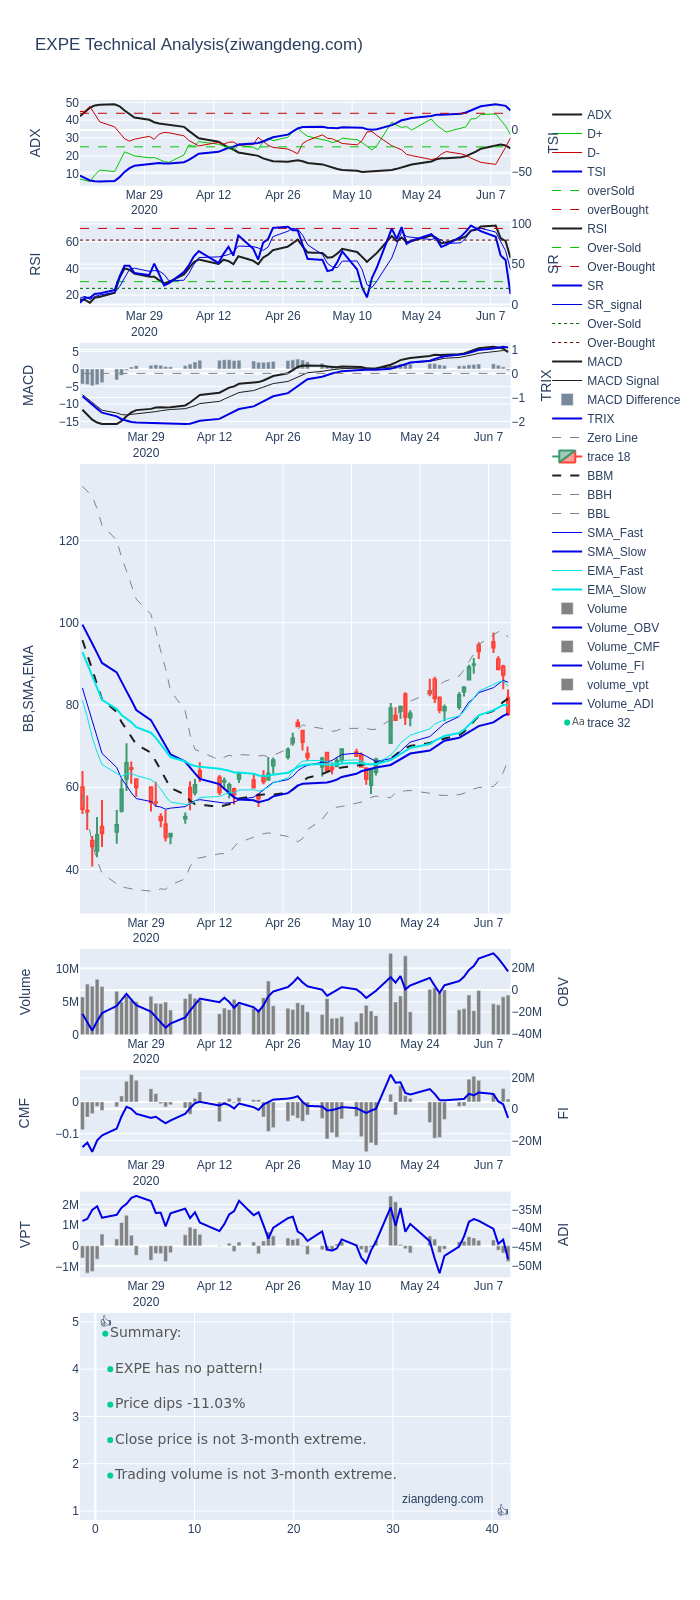 EXPE Technical Analysis(ziwangdeng.com)
50
40
30
20
10
ADX
0
−50
TSI
Mar 29
2020
Apr 12
Apr 26
May 10
May 24
Jun 7
60
40
20
RSI
100
50
0
SR
Mar 29
2020
Apr 12
Apr 26
May 10
May 24
Jun 7
5
0
−5
−10
−15
MACD
1
0
−1
−2
TRIX
Mar 29
2020
Apr 12
Apr 26
May 10
May 24
Jun 7
120
100
80
60
40
BB,SMA,EMA
Mar 29
2020
Apr 12
Apr 26
May 10
May 24
Jun 7
10M
5M
0
Volume
20M
0
−20M
−40M
OBV
Mar 29
2020
Apr 12
Apr 26
May 10
May 24
Jun 7
0
−0.1
CMF
20M
0
−20M
FI
Mar 29
2020
Apr 12
Apr 26
May 10
May 24
Jun 7
2M
1M
0
−1M
VPT
−35M
−40M
−45M
−50M
ADI
Mar 29
2020
Apr 12
Apr 26
May 10
May 24
Jun 7
5
4
3
2
1
Summary:
EXPE has no pattern!
Price dips -11.03%
Close price is not 3-month extreme.
Trading volume is not 3-month extreme.
ziangdeng.com
0
10
20
30
40
ADX
D+
D-
TSI
overSold
overBought
RSI
Over-Sold
Over-Bought
SR
SR_signal
Over-Sold
Over-Bought
MACD
MACD Signal
MACD Difference
TRIX
Zero Line
trace 18
BBM
BBH
BBL
SMA_Fast
SMA_Slow
EMA_Fast
EMA_Slow
Volume
Volume_OBV
Volume_CMF
Volume_FI
volume_vpt
Volume_ADI
Aa trace 32